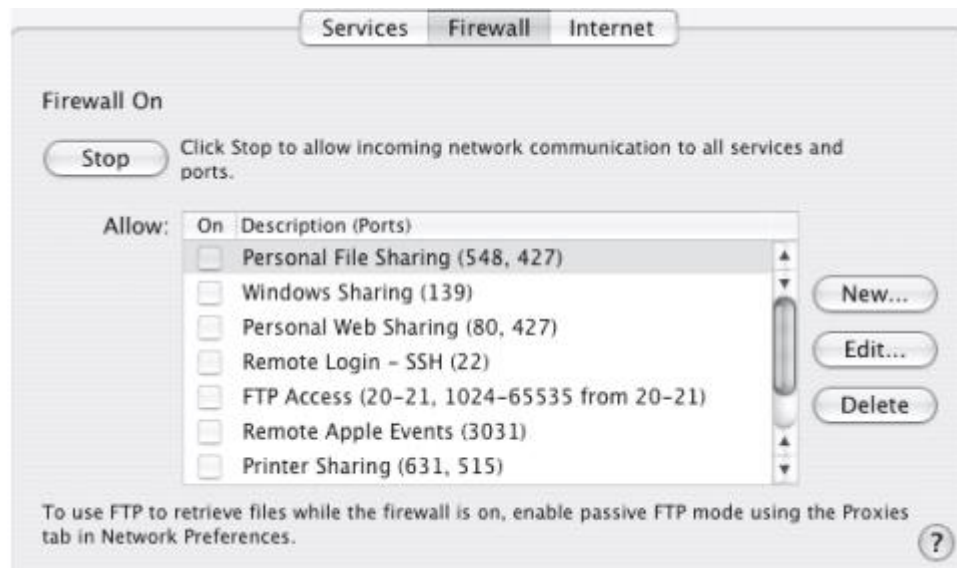 Services Firewall Internet
Firewall On
Stop
Click Stop to allow incoming network communication to all services and
ports.
Allow:
On Description (Ports)
Personal File Sharing (548, 427)
Windows Sharing (139)
Personal Web Sharing (80, 427)
Remote Login – SSH (22)
FTP Access (20–21, 1024–65535 from 20–21)
Remote Apple Events (3031)
Printer Sharing (631, 515)
New...
Edit...
Delete
To use FTP to retrieve files while the firewall is on, enable passive FTP mode using the Proxies
tab in Network Preferences.
?